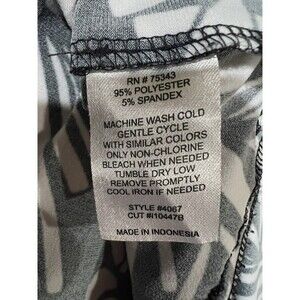 RN # 75343
95% POLYESTER
5% SPANDEX
MACHINE WASH COLD
GENTLE CYCLE
WITH SIMILAR COLORS
ONLY NON-CHLORINE
BLEACH WHEN NEEDED
TUMBLE DRY LOW
REMOVE PROMPTLY
COOL IRON IF NEEDED
STYLE #4067
CUT #I10447B
MADE IN INDONESIA